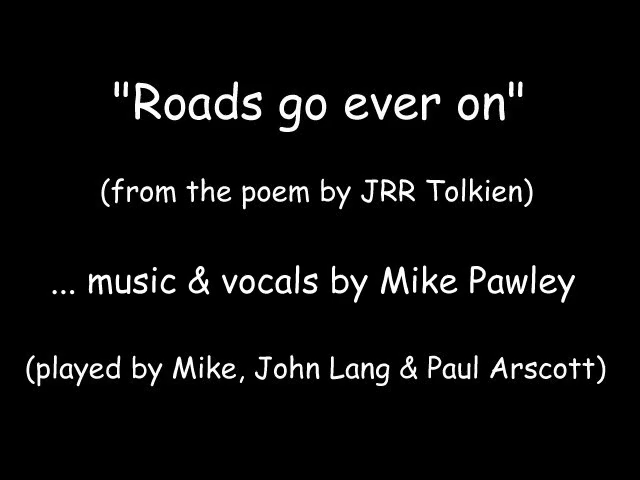 "Roads go ever on"
(from the poem by JRR Tolkien)
... music & vocals by Mike Pawley
(played by Mike, John Lang & Paul Arscott)